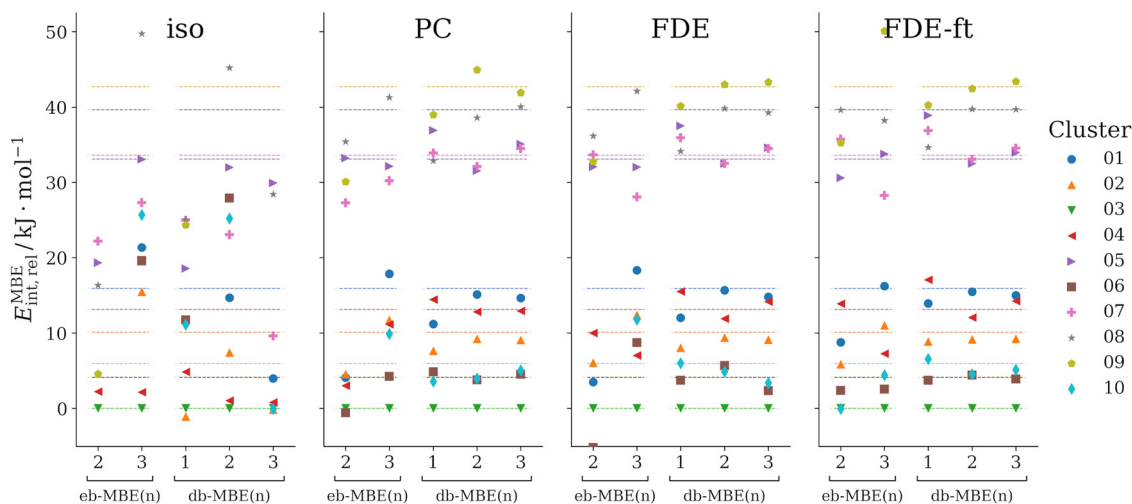 iso
PC
FDE
FDE-ft
50
40
30
20
10
0
E^MBE_int, rel / kJ · mol⁻¹
2 3 1 2 3
2 3 1 2 3
2 3 1 2 3
2 3 1 2 3
eb-MBE(n) db-MBE(n)
eb-MBE(n) db-MBE(n)
eb-MBE(n) db-MBE(n)
eb-MBE(n) db-MBE(n)
Cluster
01
02
03
04
05
06
07
08
09
10